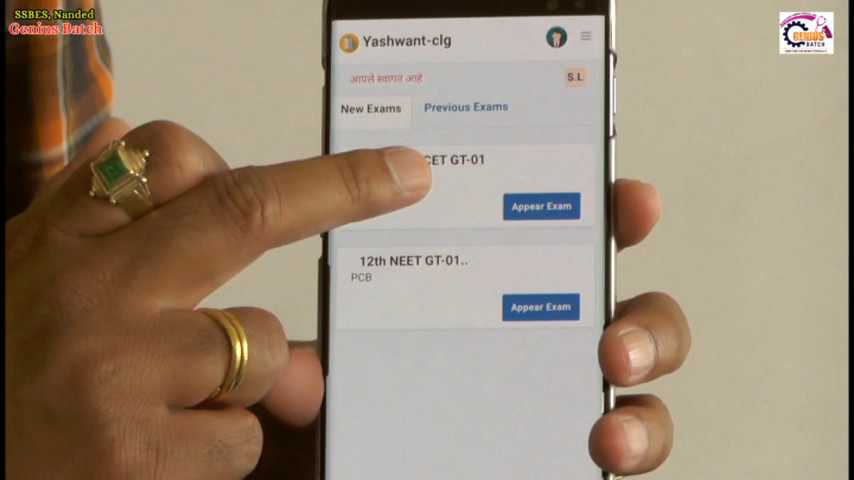 SSBES, Nanded
Genius Batch
GENIUS
BATCH
Yashwant-clg
आपले स्वागत आहे
S.L
New Exams
Previous Exams
CET GT-01
Appear Exam
12th NEET GT-01..
PCB
Appear Exam